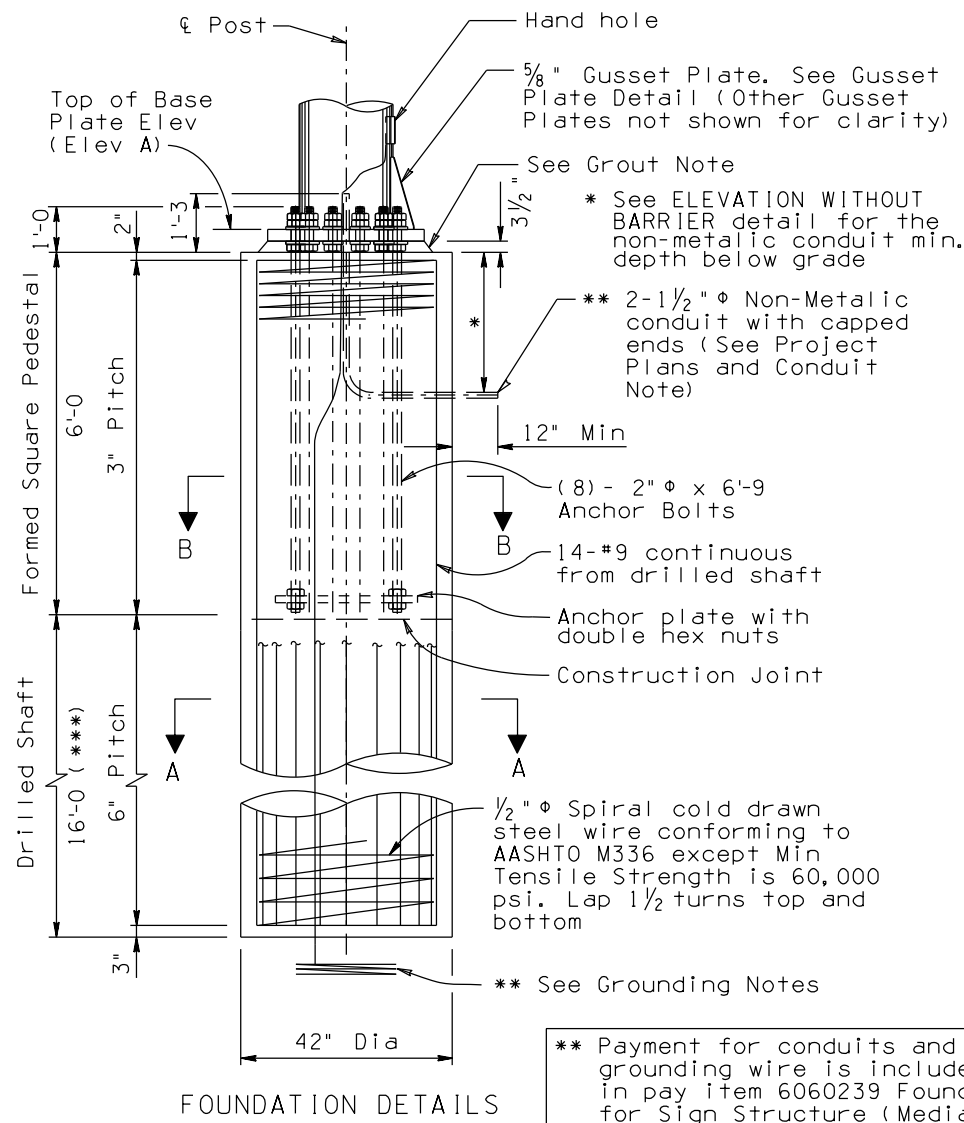 ℄ Post
Hand hole
⅝" Gusset Plate. See Gusset
Plate Detail (Other Gusset
Plates not shown for clarity)
Top of Base
Plate Elev
(Elev A)
See Grout Note
* See ELEVATION WITHOUT
BARRIER detail for the
non-metalic conduit min.
depth below grade
1'-0
2"
1'-3
3½"
** 2-1½"Φ Non-Metalic
conduit with capped
ends (See Project
Plans and Conduit
Note)
*
Formed Square Pedestal
6'-0
3" Pitch
12" Min
(8)- 2"Φ x 6'-9
Anchor Bolts
B
B
14-#9 continuous
from drilled shaft
Anchor plate with
double hex nuts
Construction Joint
Drilled Shaft
16'-0 (***)
6" Pitch
A
A
½"Φ Spiral cold drawn
steel wire conforming to
AASHTO M336 except Min
Tensile Strength is 60,000
psi. Lap 1½ turns top and
bottom
3"
** See Grounding Notes
42" Dia
FOUNDATION DETAILS
** Payment for conduits and
grounding wire is include
in pay item 6060239 Found
for Sign Structure (Media